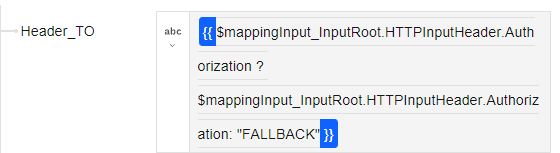 Header_TO
abc
{{ $mappingInput_InputRoot.HTTPInputHeader.Auth
orization ?
$mappingInput_InputRoot.HTTPInputHeader.Authoriz
ation: "FALLBACK" }}